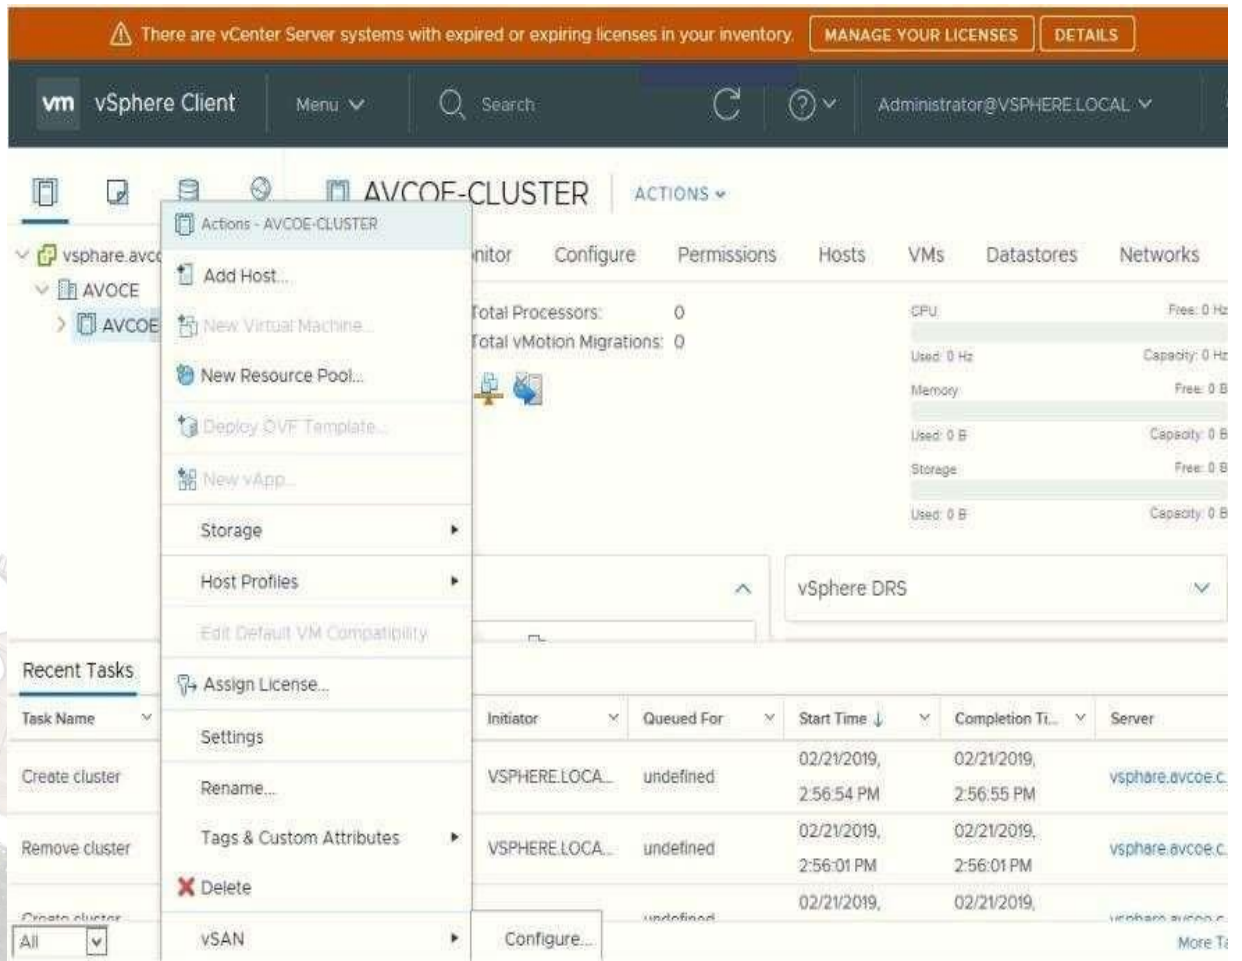 There are vCenter Server systems with expired or expiring licenses in your inventory. MANAGE YOUR LICENSES DETAILS
vm vSphere Client Menu Search Administrator@VSPHERE.LOCAL
AVCOE-CLUSTER ACTIONS
Actions - AVCOE-CLUSTER
vsphare.avco
AVOCE
AVCOE
Add Host...
New Virtual Machine...
New Resource Pool...
Deploy OVF Template...
New vApp...
Storage
Host Profiles
Edit Default VM Compatibility
Assign License...
Settings
Rename...
Tags & Custom Attributes
Delete
vSAN
Configure...
nitor Configure Permissions Hosts VMs Datastores Networks
Total Processors: 0
Total vMotion Migrations: 0
CPU Free: 0 Hz
Used: 0 Hz Capacity: 0 Hz
Memory Free: 0 B
Used: 0 B Capacity: 0 B
Storage Free: 0 B
Used: 0 B Capacity: 0 B
vSphere DRS
Recent Tasks
Task Name Initiator Queued For Start Time Completion Ti... Server
Create cluster VSPHERE.LOCA... undefined 02/21/2019, 2:56:54 PM 02/21/2019, 2:56:55 PM vsphare.avcoe.c
Remove cluster VSPHERE.LOCA... undefined 02/21/2019, 2:56:01 PM 02/21/2019, 2:56:01 PM vsphare.avcoe.c
Create cluster undefined 02/21/2019, 02/21/2019, vsphare.avcoe.c
All More Ta